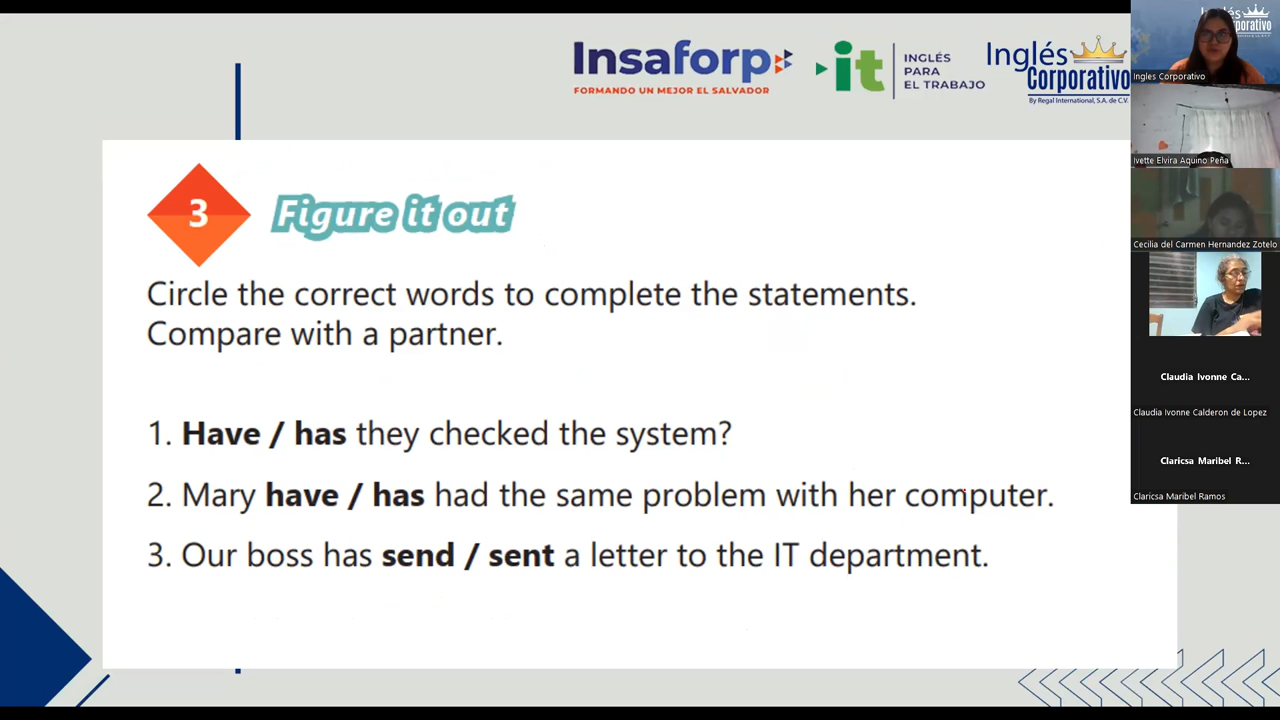 Insaforp
FORMANDO UN MEJOR EL SALVADOR
it
INGLÉS
PARA
EL TRABAJO
Inglés
Corporativo
By Regal International, S.A. de C.V.
3
Figure it out
Circle the correct words to complete the statements.
Compare with a partner.
1. Have / has they checked the system?
2. Mary have / has had the same problem with her computer.
3. Our boss has send / sent a letter to the IT department.
Ingles Corporativo
Ivette Elvira Aquino Peña
Cecilia del Carmen Hernandez Zotelo
Claudia Ivonne Ca...
Claudia Ivonne Calderon de Lopez
Claricsa Maribel R...
Claricsa Maribel Ramos